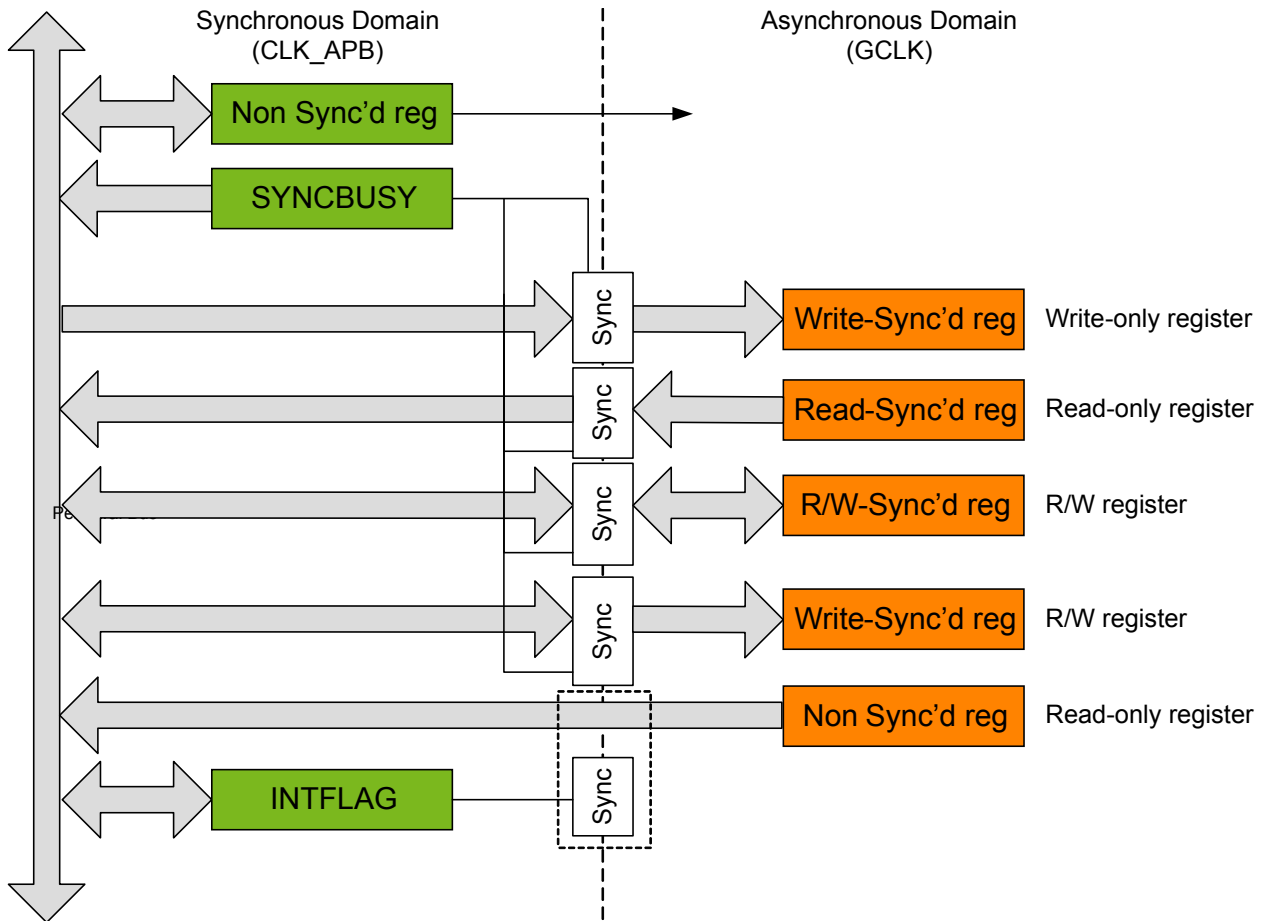 Synchronous Domain
(CLK_APB)
Asynchronous Domain
(GCLK)
Non Sync’d reg
SYNCBUSY
Sync
Write-Sync’d reg
Write-only register
Sync
Read-Sync’d reg
Read-only register
Sync
R/W-Sync’d reg
R/W register
Sync
Write-Sync’d reg
R/W register
Non Sync’d reg
Read-only register
INTFLAG
Sync